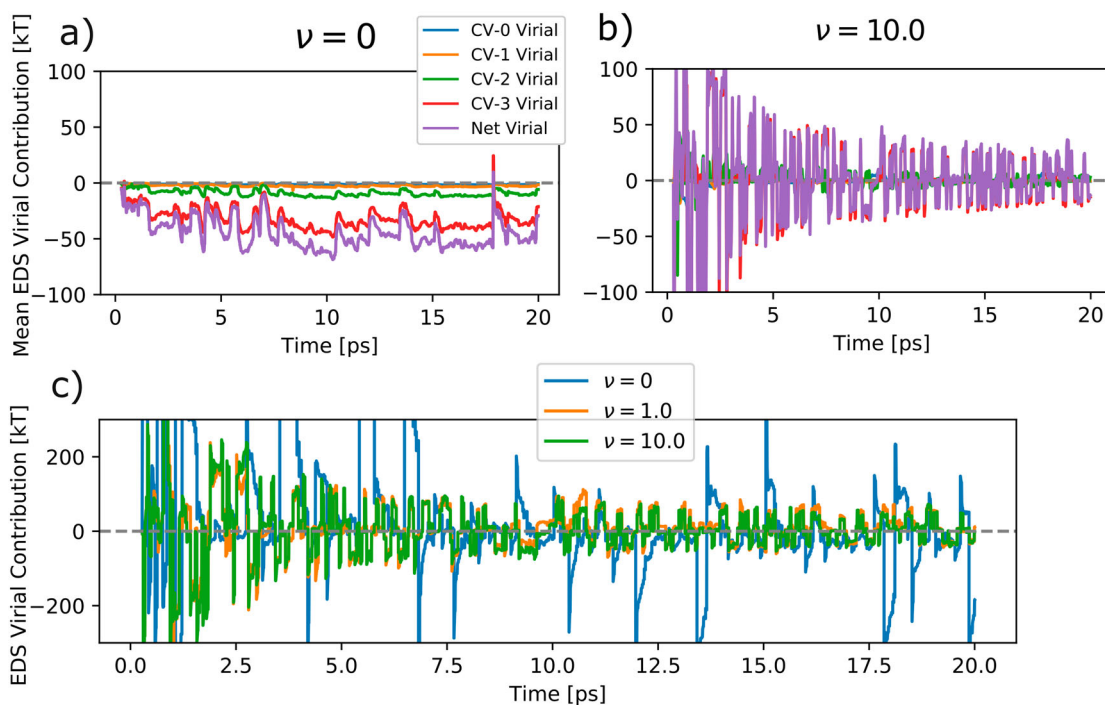 a)
ν = 0
CV-0 Virial
CV-1 Virial
CV-2 Virial
CV-3 Virial
Net Virial
b)
ν = 10.0
Mean EDS Virial Contribution [kT]
100
50
0
−50
−100
0
5
10
15
20
Time [ps]
100
50
0
−50
−100
0
5
10
15
20
Time [ps]
c)
ν = 0
ν = 1.0
ν = 10.0
EDS Virial Contribution [kT]
200
0
−200
0.0
2.5
5.0
7.5
10.0
12.5
15.0
17.5
20.0
Time [ps]